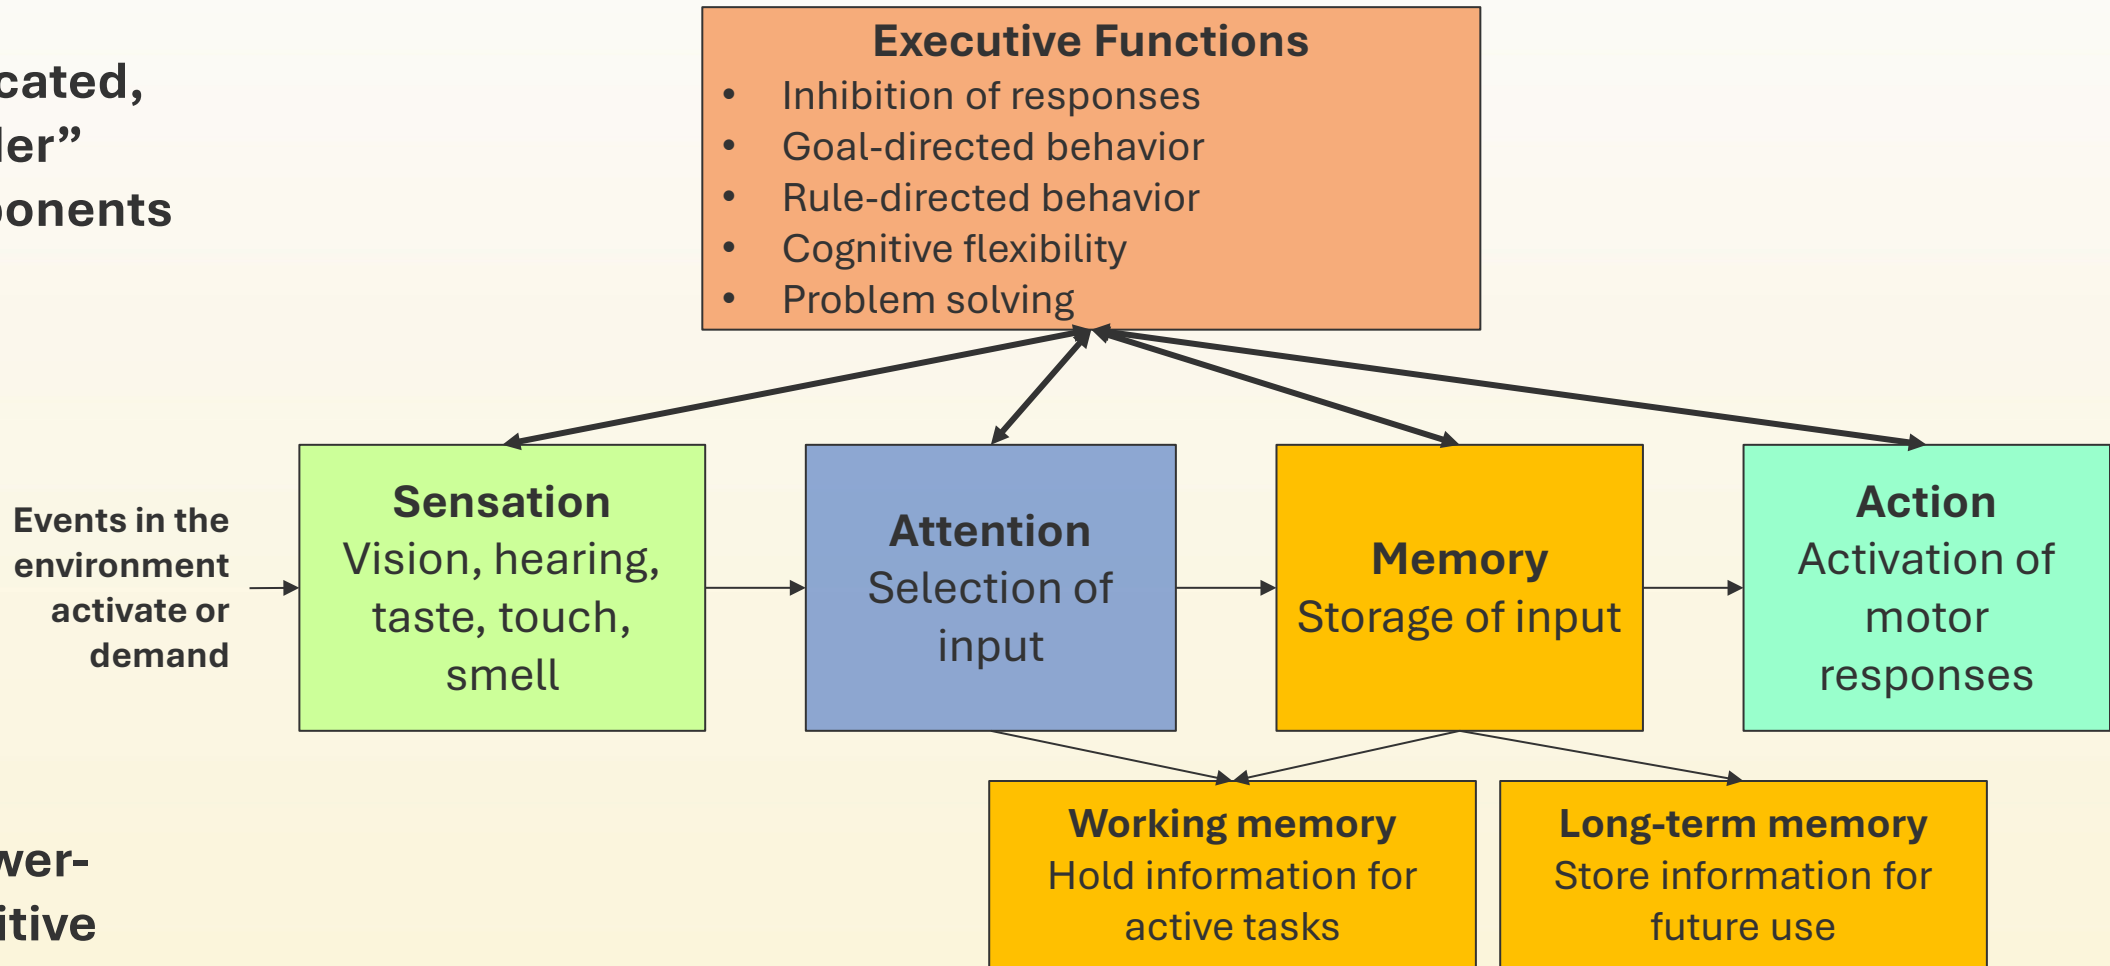 cated,
ler”
ponents
Executive Functions
• Inhibition of responses
• Goal-directed behavior
• Rule-directed behavior
• Cognitive flexibility
• Problem solving
Events in the
environment
activate or
demand
Sensation
Vision, hearing,
taste, touch,
smell
Attention
Selection of
input
Memory
Storage of input
Action
Activation of
motor
responses
Working memory
Hold information for
active tasks
Long-term memory
Store information for
future use
wer-
itive